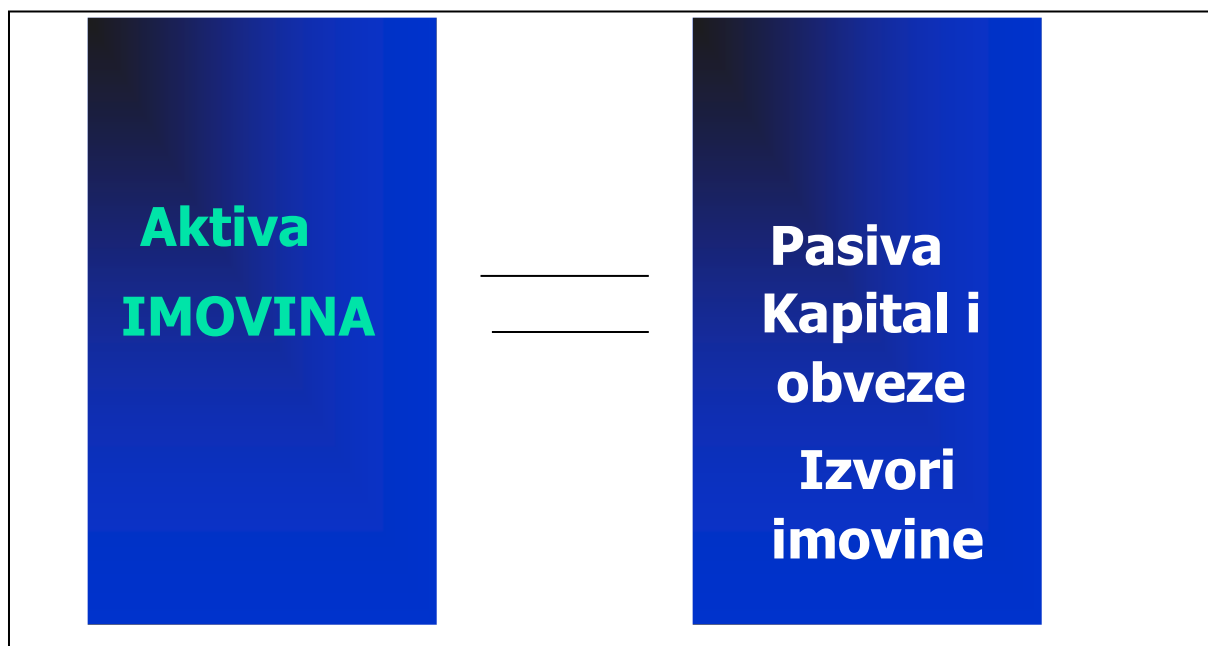 Aktiva
IMOVINA
Pasiva
Kapital i
obveze
Izvori
imovine